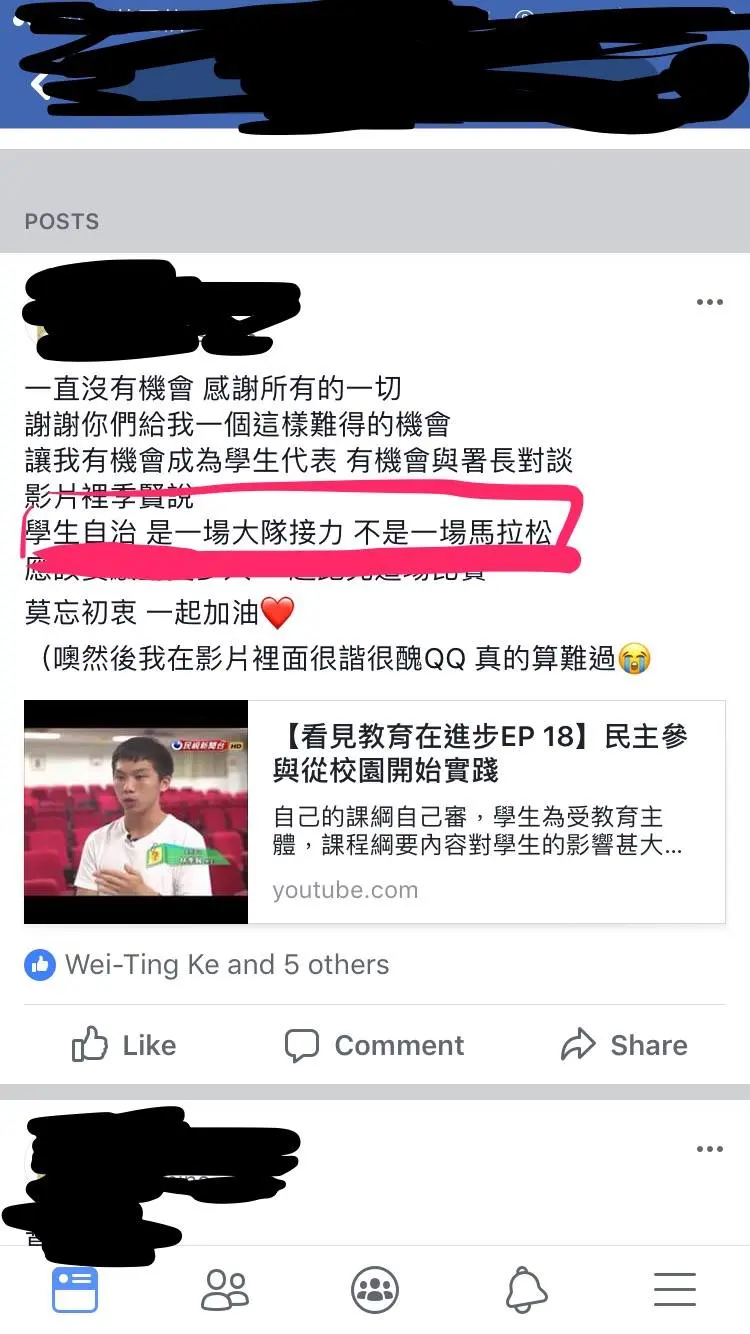 POSTS
一直沒有機會 感謝所有的一切
謝謝你們給我一個這樣難得的機會
讓我有機會成為學生代表 有機會與署長對談
影片裡季賢說
學生自治 是一場大隊接力 不是一場馬拉松
莫忘初衷 一起加油❤️
（噢然後我在影片裡面很諧很醜QQ 真的算難過😭
民視新聞台 HD
【看見教育在進步EP 18】民主參
與從校園開始實踐
自己的課綱自己審，學生為受教育主
體，課程綱要內容對學生的影響甚大...
youtube.com
Wei-Ting Ke and 5 others
Like
Comment
Share